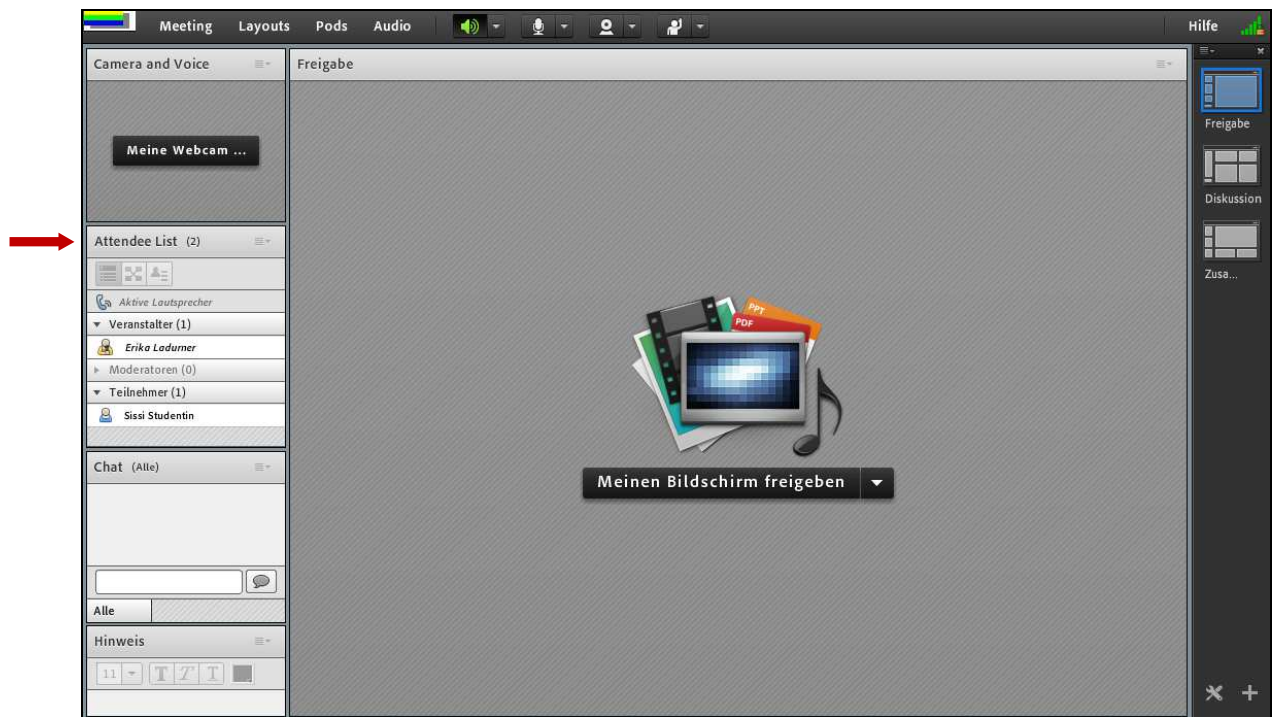 Meeting Layouts Pods Audio Hilfe
Camera and Voice
Meine Webcam ...
Attendee List (2)
Aktive Lautsprecher
Veranstalter (1)
Erika Ladurner
Moderatoren (0)
Teilnehmer (1)
Sissi Studentin
Chat (Alle)
Alle
Hinweis
11 T T T
Freigabe
PPT
PDF
Meinen Bildschirm freigeben
Freigabe
Diskussion
Zusa...